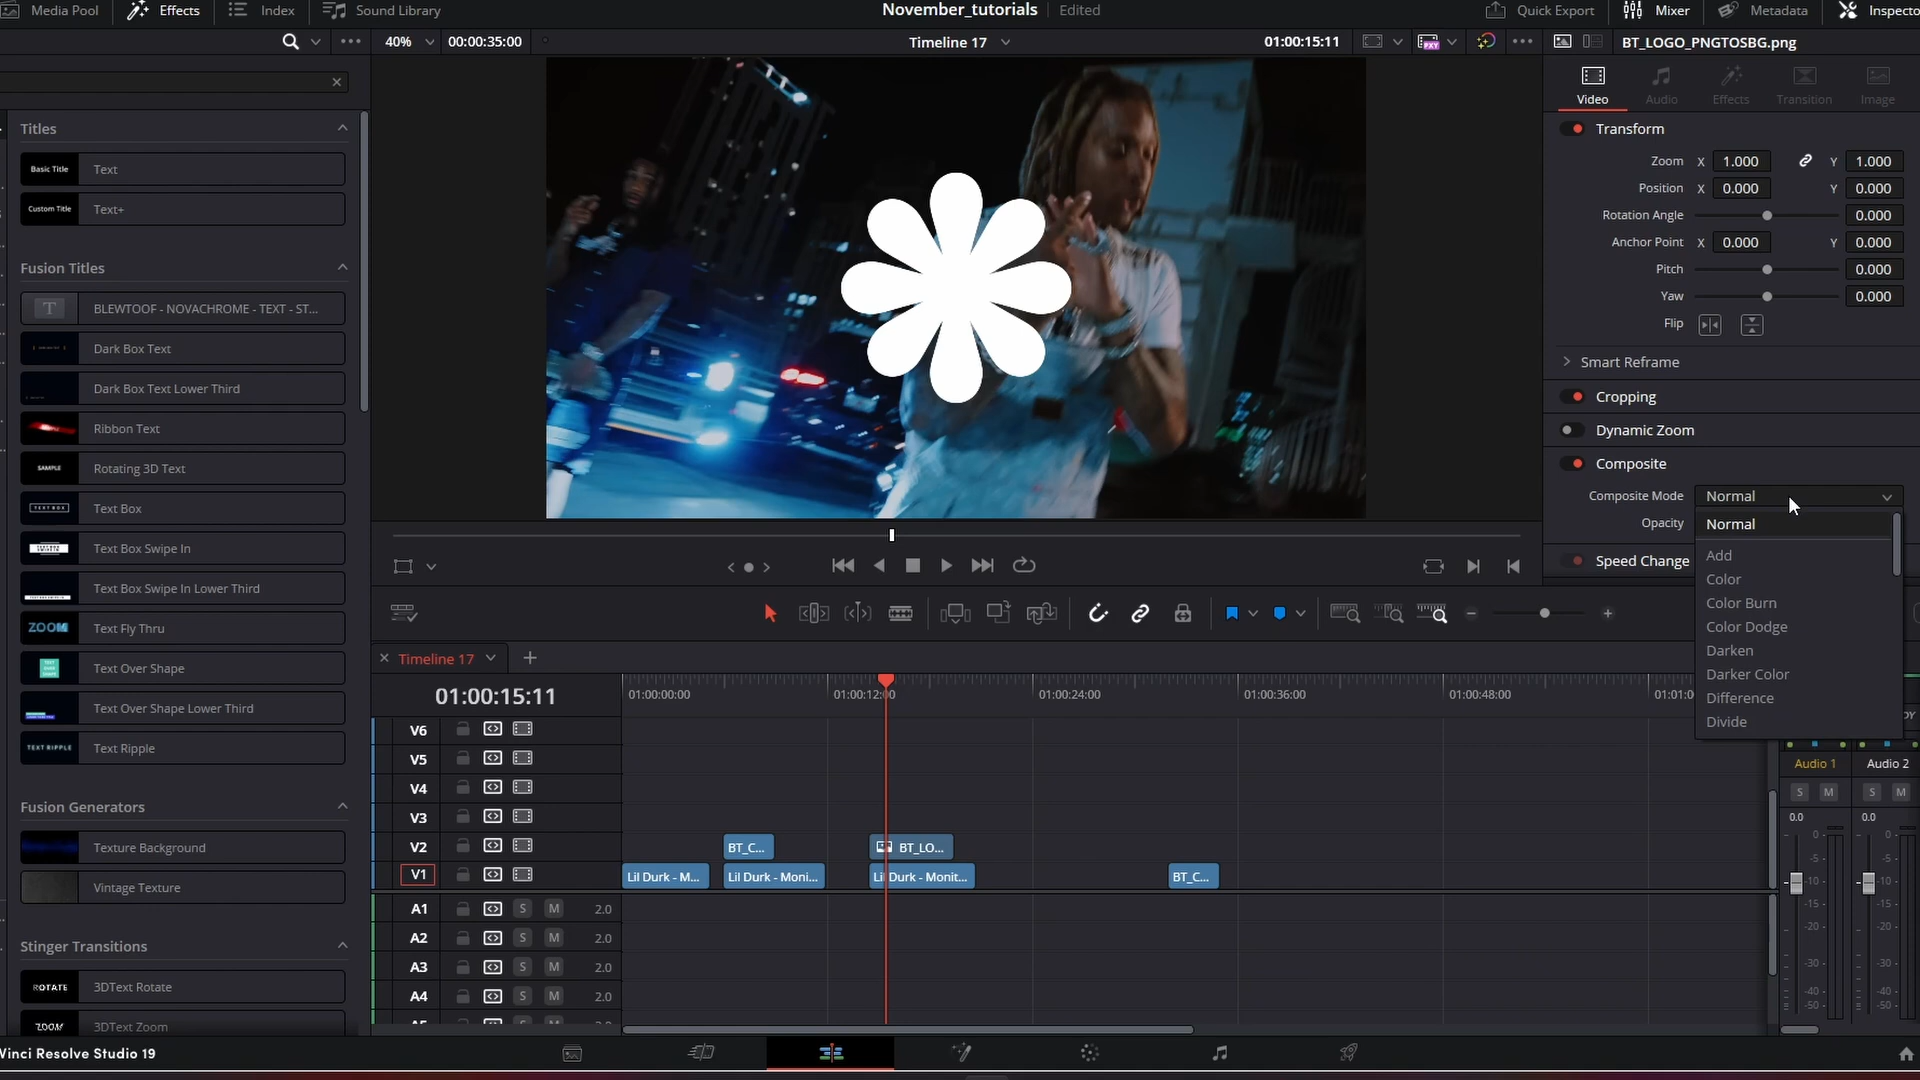 Media Pool Effects Index Sound Library November_tutorials Edited Quick Export Mixer Metadata Inspecto
40% 00:00:35:00 Timeline 17 01:00:15:11 PXY BT_LOGO_PNGTOSBG.png
Video Audio Effects Transition Image
Titles
Basic Title Text
Custom Title Text+
Fusion Titles
T BLEWTOOF - NOVACHROME - TEXT - ST...
Dark Box Text
Dark Box Text Lower Third
Ribbon Text
SAMPLE Rotating 3D Text
TEXT BOX Text Box
Text Box Swipe In
Text Box Swipe In Lower Third
ZOOM Text Fly Thru
Text Over Shape
Text Over Shape Lower Third
TEXT RIPPLE Text Ripple
Fusion Generators
Texture Background
Vintage Texture
Stinger Transitions
ROTATE 3DText Rotate
ZOOM 3DText Zoom
Transform
Zoom X 1.000 Y 1.000
Position X 0.000 Y 0.000
Rotation Angle 0.000
Anchor Point X 0.000 Y 0.000
Pitch 0.000
Yaw 0.000
Flip
Smart Reframe
Cropping
Dynamic Zoom
Composite
Composite Mode Normal
Opacity
Speed Change
Normal
Add
Color
Color Burn
Color Dodge
Darken
Darker Color
Difference
Divide
Timeline 17
01:00:15:11 01:00:00:00 01:00:12:00 01:00:24:00 01:00:36:00 01:00:48:00 01:01:0
V6
V5
V4
V3
V2 BT_C... BT_LO...
V1 Lil Durk - M... Lil Durk - Moni... Lil Durk - Monit... BT_C...
A1 S M 2.0
A2 S M 2.0
A3 S M 2.0
A4 S M 2.0
Audio 1 Audio 2
S M S M
0.0 0.0
0 0
-5 -5
-10 -10
-15 -15
-20 -20
-30 -30
-40 -40
-50 -50
Vinci Resolve Studio 19